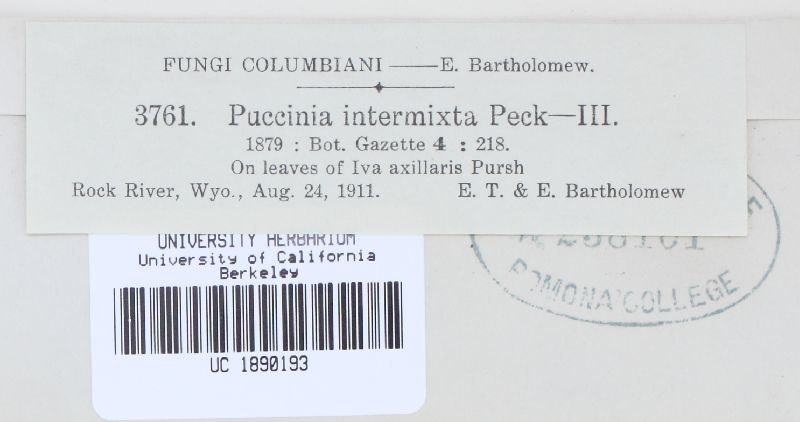 FUNGI COLUMBIANI — E. Bartholomew.
3761. Puccinia intermixta Peck—III.
1879 : Bot. Gazette 4 : 218.
On leaves of Iva axillaris Pursh
Rock River, Wyo., Aug. 24, 1911. E. T. & E. Bartholomew
UNIVERSITY HERBARIUM
University of California
Berkeley
UC 1890193
POMONA COLLEGE